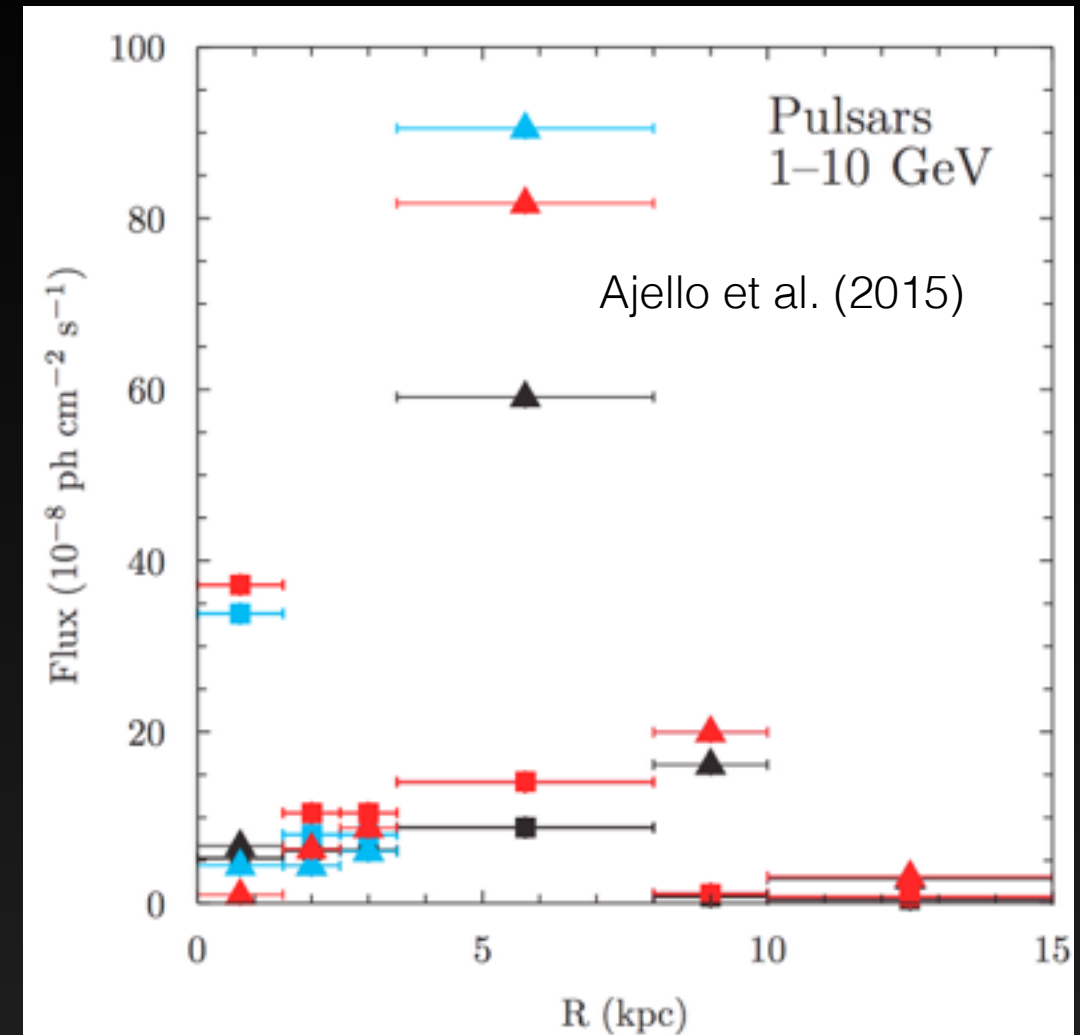 100
80
60
40
20
0
Flux (10⁻⁸ ph cm⁻² s⁻¹)
Pulsars
1–10 GeV
Ajello et al. (2015)
0 5 10 15
R (kpc)